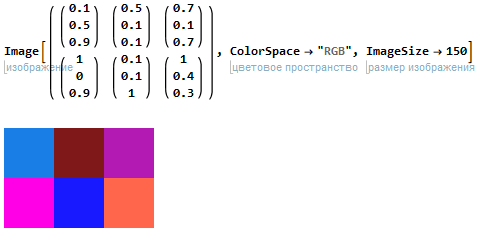 0.1 0.5 0.7
0.5 0.1 0.1
0.9 0.1 0.7
Image[ , ColorSpace → "RGB", ImageSize → 150]
изображение цветовое пространство размер изображения
1 0.1 1
0 0.1 0.4
0.9 1 0.3